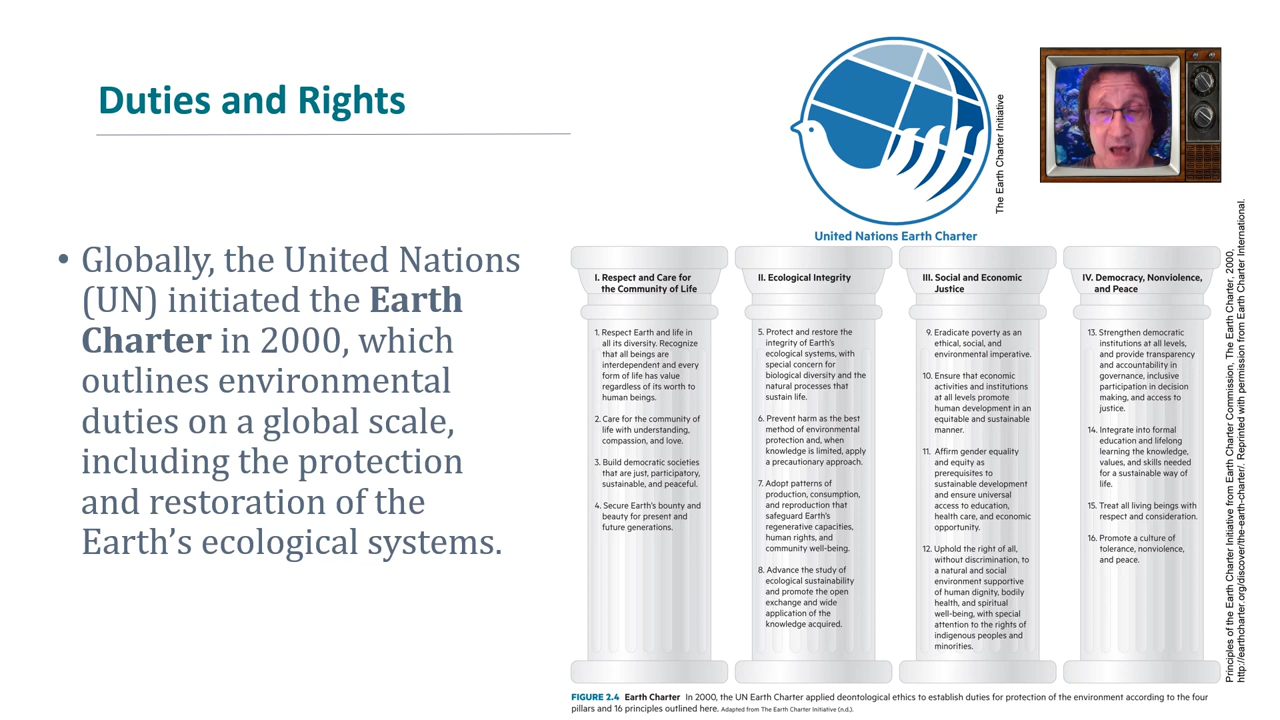 Duties and Rights
• Globally, the United Nations
(UN) initiated the Earth
Charter in 2000, which
outlines environmental
duties on a global scale,
including the protection
and restoration of the
Earth’s ecological systems.
The Earth Charter Initiative
United Nations Earth Charter
I. Respect and Care for
the Community of Life
1. Respect Earth and life in
all its diversity. Recognize
that all beings are
interdependent and every
form of life has value
regardless of its worth to
human beings.
2. Care for the community of
life with understanding,
compassion, and love.
3. Build democratic societies
that are just, participatory,
sustainable, and peaceful.
4. Secure Earth’s bounty and
beauty for present and
future generations.
II. Ecological Integrity
5. Protect and restore the
integrity of Earth’s
ecological systems, with
special concern for
biological diversity and the
natural processes that
sustain life.
6. Prevent harm as the best
method of environmental
protection and, when
knowledge is limited, apply
a precautionary approach.
7. Adopt patterns of
production, consumption,
and reproduction that
safeguard Earth’s
regenerative capacities,
human rights, and
community well-being.
8. Advance the study of
ecological sustainability
and promote the open
exchange and wide
application of the
knowledge acquired.
III. Social and Economic
Justice
9. Eradicate poverty as an
ethical, social, and
environmental imperative.
10. Ensure that economic
activities and institutions
at all levels promote
human development in an
equitable and sustainable
manner.
11. Affirm gender equality
and equity as
prerequisites to
sustainable development
and ensure universal
access to education,
health care, and economic
opportunity.
12. Uphold the right of all,
without discrimination, to
a natural and social
environment supportive
of human dignity, bodily
health, and spiritual
well-being, with special
attention to the rights of
indigenous peoples and
minorities.
IV. Democracy, Nonviolence,
and Peace
13. Strengthen democratic
institutions at all levels,
and provide transparency
and accountability in
governance, inclusive
participation in decision
making, and access to
justice.
14. Integrate into formal
education and lifelong
learning the knowledge,
values, and skills needed
for a sustainable way of
life.
15. Treat all living beings with
respect and consideration.
16. Promote a culture of
tolerance, nonviolence,
and peace.
Principles of the Earth Charter Initiative from Earth Charter Commission, The Earth Charter, 2000,
http://earthcharter.org/discover/the-earth-charter/. Reprinted with permission from Earth Charter International.
FIGURE 2.4 Earth Charter In 2000, the UN Earth Charter applied deontological ethics to establish duties for protection of the environment according to the four
pillars and 16 principles outlined here. Adapted from The Earth Charter Initiative (n.d.).